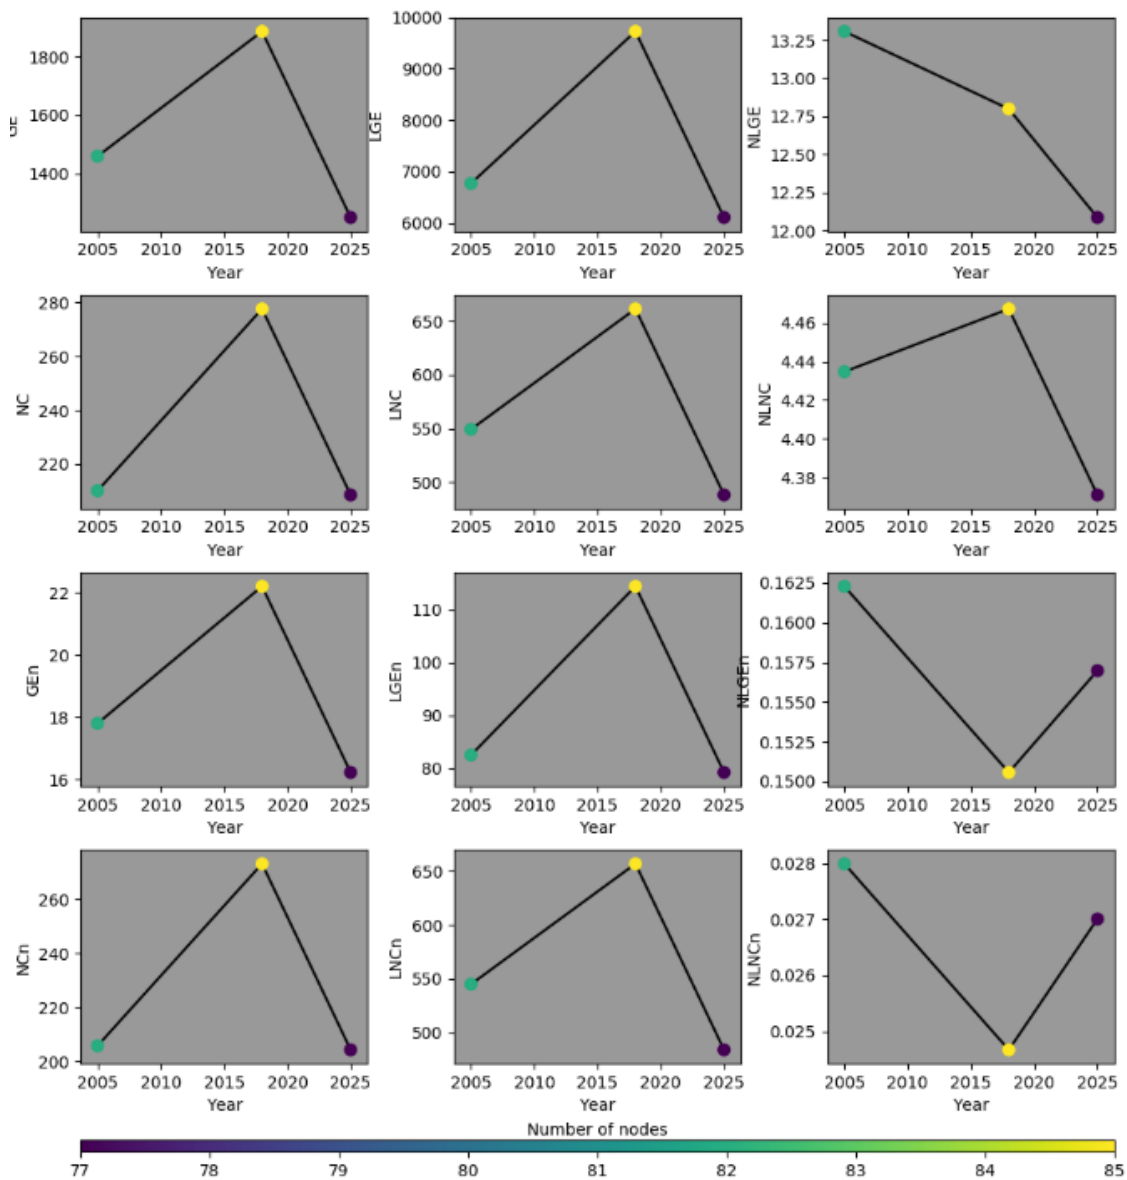 GE
1800
1600
1400
2005 2010 2015 2020 2025
Year
LGE
10000
9000
8000
7000
6000
2005 2010 2015 2020 2025
Year
NLGE
13.25
13.00
12.75
12.50
12.25
12.00
2005 2010 2015 2020 2025
Year
NC
280
260
240
220
2005 2010 2015 2020 2025
Year
LNC
650
600
550
500
2005 2010 2015 2020 2025
Year
NLNC
4.46
4.44
4.42
4.40
4.38
2005 2010 2015 2020 2025
Year
GEn
22
20
18
16
2005 2010 2015 2020 2025
Year
LGEn
110
100
90
80
2005 2010 2015 2020 2025
Year
NLGEn
0.1625
0.1600
0.1575
0.1550
0.1525
0.1500
2005 2010 2015 2020 2025
Year
NCn
260
240
220
200
2005 2010 2015 2020 2025
Year
LNCn
650
600
550
500
2005 2010 2015 2020 2025
Year
NLNCn
0.028
0.027
0.026
0.025
2005 2010 2015 2020 2025
Year
Number of nodes
77 78 79 80 81 82 83 84 85